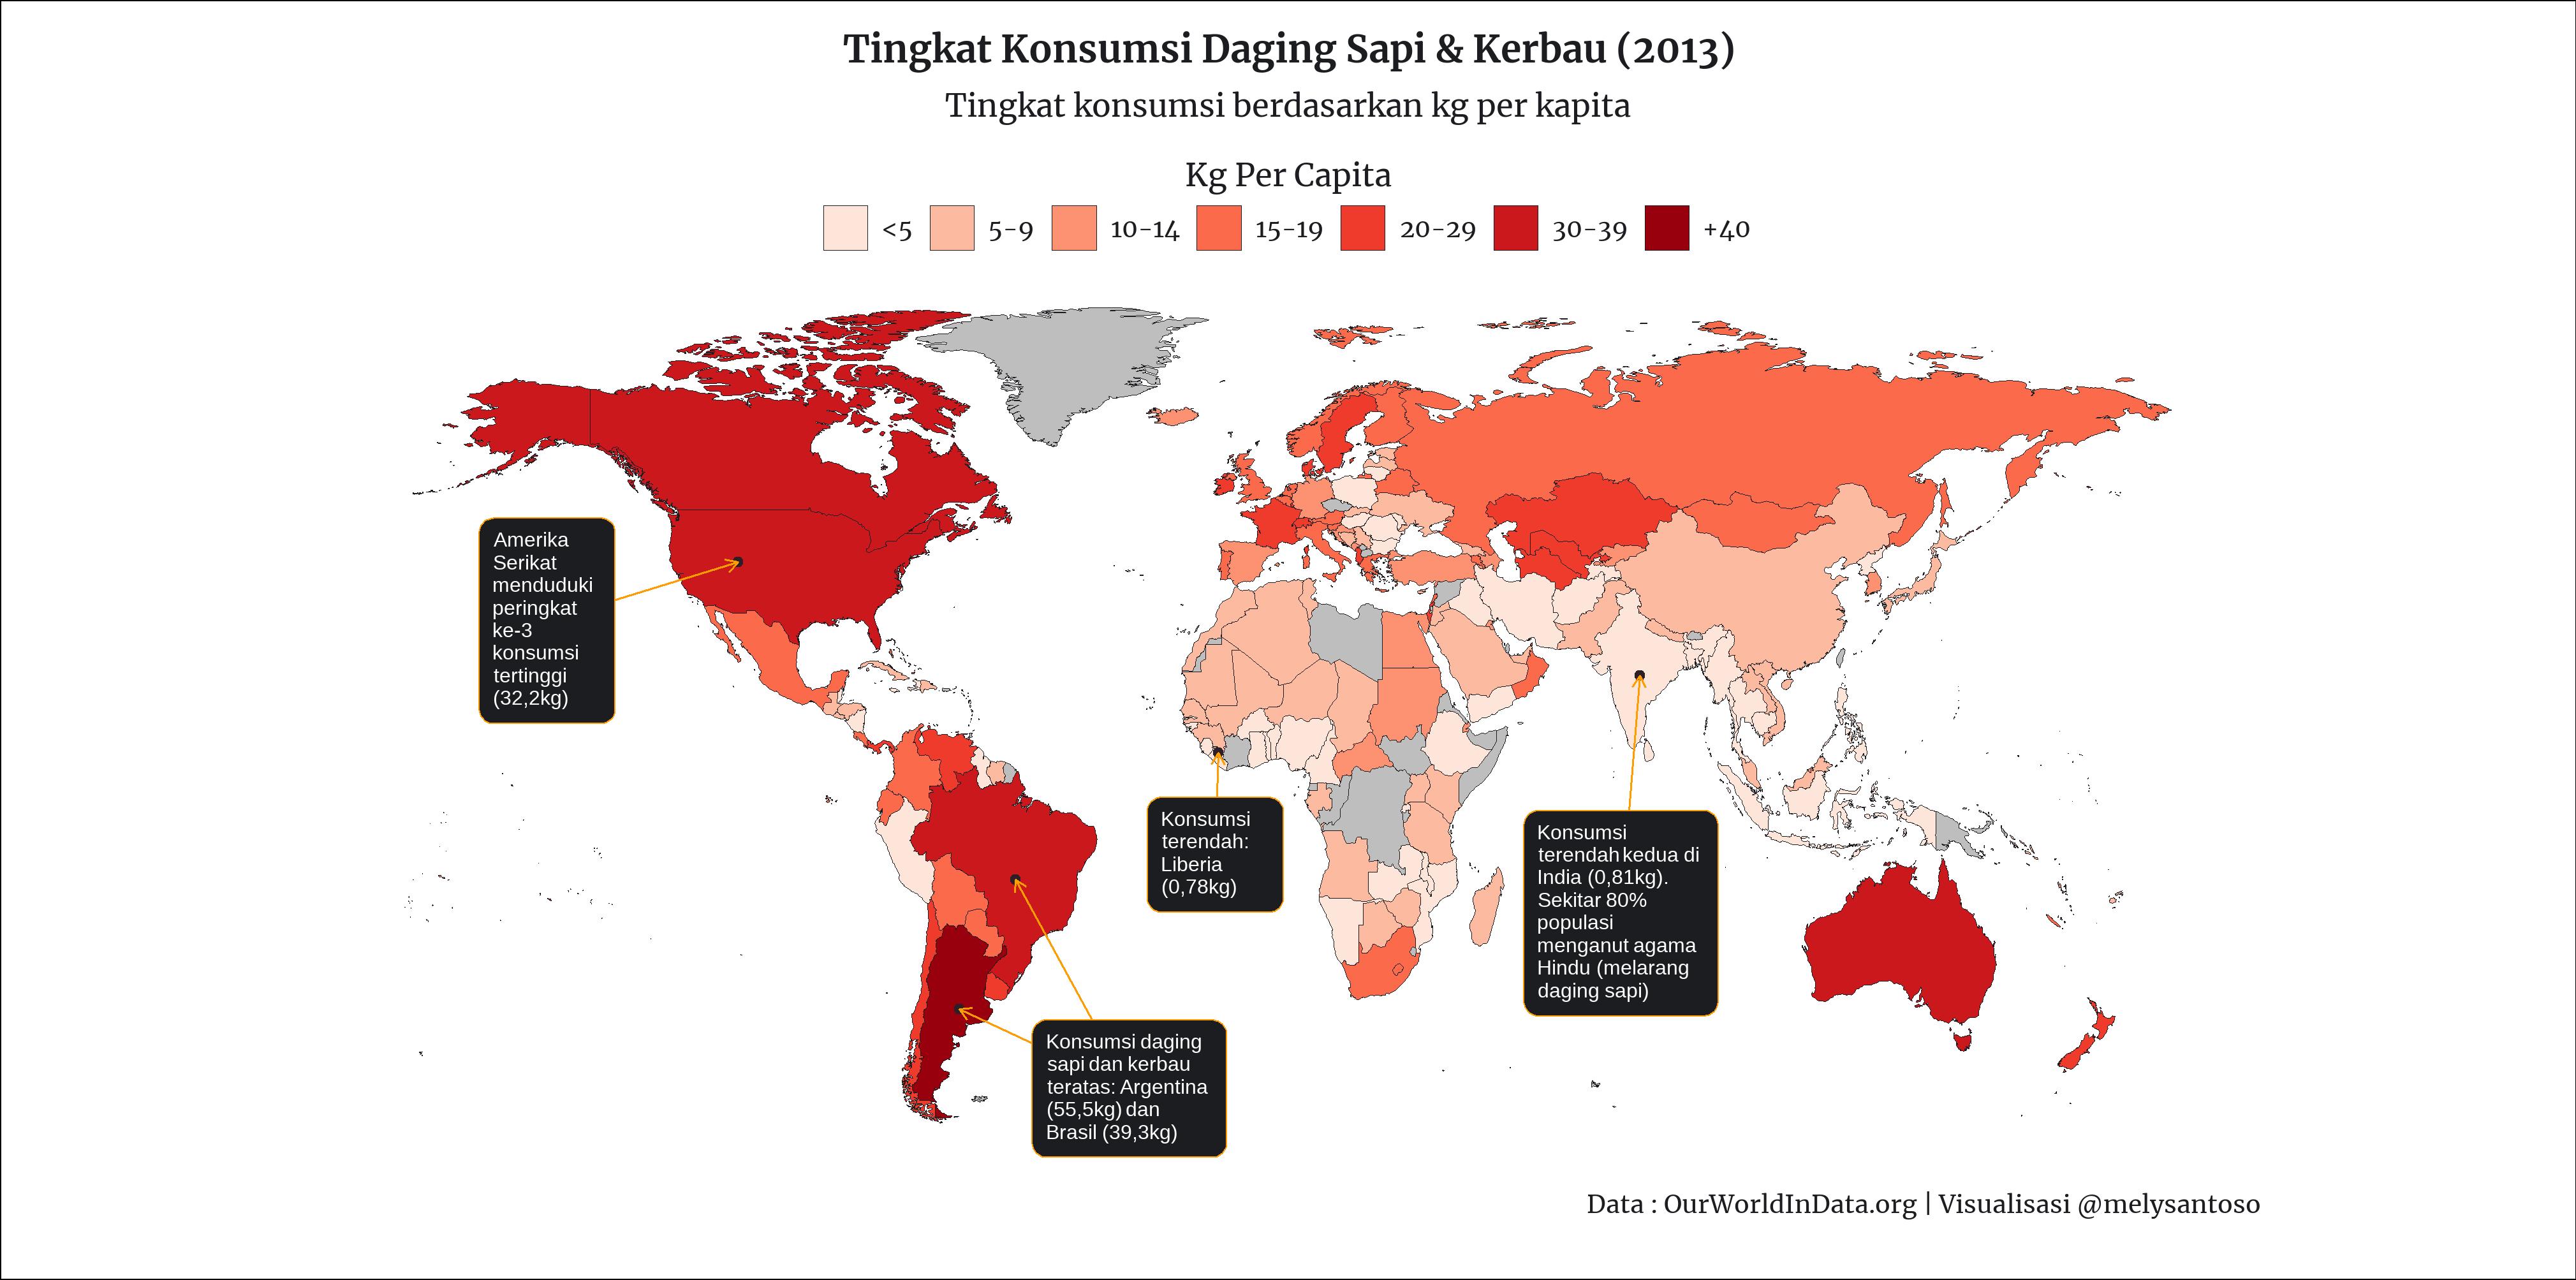 Tingkat Konsumsi Daging Sapi & Kerbau (2013)
Tingkat konsumsi berdasarkan kg per kapita
Kg Per Capita
<5 5-9 10-14 15-19 20-29 30-39 +40
Amerika
Serikat
menduduki
peringkat
ke-3
konsumsi
tertinggi
(32,2kg)
Konsumsi
terendah:
Liberia
(0,78kg)
Konsumsi
terendah kedua di
India (0,81kg).
Sekitar 80%
populasi
menganut agama
Hindu (melarang
daging sapi)
Konsumsi daging
sapi dan kerbau
teratas: Argentina
(55,5kg) dan
Brasil (39,3kg)
Data : OurWorldInData.org | Visualisasi @melysantoso